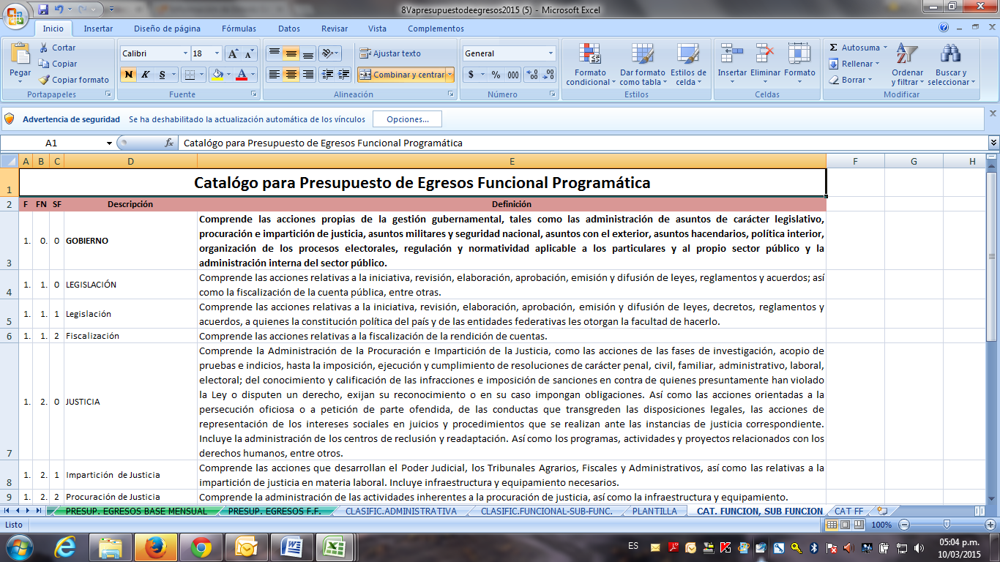 8Vapresupuestodeegresos2015 (5) - Microsoft Excel
Inicio Insertar Diseño de página Fórmulas Datos Revisar Vista Complementos
Pegar
Cortar
Copiar
Copiar formato
Portapapeles
Calibri 18
N K S
Fuente
Ajustar texto
Combinar y centrar
Alineación
General
$ % 000
Número
Formato condicional
Dar formato como tabla
Estilos de celda
Estilos
Insertar Eliminar Formato
Celdas
Σ Autosuma
Rellenar
Borrar
Ordenar y filtrar
Buscar y seleccionar
Modificar
Advertencia de seguridad Se ha deshabilitado la actualización automática de los vínculos Opciones...
A1 fx Catalógo para Presupuesto de Egresos Funcional Programática
A B C D E F G H
1 Catalógo para Presupuesto de Egresos Funcional Programática
2 F FN SF Descripción Definición
3 1. 0. 0 GOBIERNO
Comprende las acciones propias de la gestión gubernamental, tales como las administración de asuntos de carácter legislativo,
procuración e impartición de justicia, asuntos militares y seguridad nacional, asuntos con el exterior, asuntos hacendarios, política interior,
organización de los procesos electorales, regulación y normatividad aplicable a los particulares y al propio sector público y la
administración interna del sector público.
4 1. 1. 0 LEGISLACIÓN
Comprende las acciones relativas a la iniciativa, revisión, elaboración, aprobación, emisión y difusión de leyes, reglamentos y acuerdos; así
como la fiscalización de la cuenta pública, entre otras.
5 1. 1. 1 Legislación
Comprende las acciones relativas a la iniciativa, revisión, elaboración, aprobación, emisión y difusión de leyes, decretos, reglamentos y
acuerdos, a quienes la constitución política del país y de las entidades federativas les otorgan la facultad de hacerlo.
6 1. 1. 2 Fiscalización Comprende las acciones relativas a la fiscalización de la rendición de cuentas.
7 1. 2. 0 JUSTICIA
Comprende la Administración de la Procuración e Impartición de la Justicia, como las acciones de las fases de investigación, acopio de
pruebas e indicios, hasta la imposición, ejecución y cumplimiento de resoluciones de carácter penal, civil, familiar, administrativo, laboral,
electoral; del conocimiento y calificación de las infracciones e imposición de sanciones en contra de quienes presuntamente han violado
la Ley o disputen un derecho, exijan su reconocimiento o en su caso impongan obligaciones. Así como las acciones orientadas a la
persecución oficiosa o a petición de parte ofendida, de las conductas que transgreden las disposiciones legales, las acciones de
representación de los intereses sociales en juicios y procedimientos que se realizan ante las instancias de justicia correspondiente.
Incluye la administración de los centros de reclusión y readaptación. Así como los programas, actividades y proyectos relacionados con los
derechos humanos, entre otros.
8 1. 2. 1 Impartición de Justicia
Comprende las acciones que desarrollan el Poder Judicial, los Tribunales Agrarios, Fiscales y Administrativos, así como las relativas a la
impartición de justicia en materia laboral. Incluye infraestructura y equipamiento necesarios.
9 1. 2. 2 Procuración de Justicia Comprende la administración de las actividades inherentes a la procuración de justicia, así como la infraestructura y equipamiento.
PRESUP. EGRESOS BASE MENSUAL PRESUP. EGRESOS F.F. CLASIFIC.ADMINISTRATIVA CLASIFIC.FUNCIONAL-SUB-FUNC. PLANTILLA CAT. FUNCION, SUB FUNCION CAT FF
Listo 100%
ES 05:04 p.m.
10/03/2015